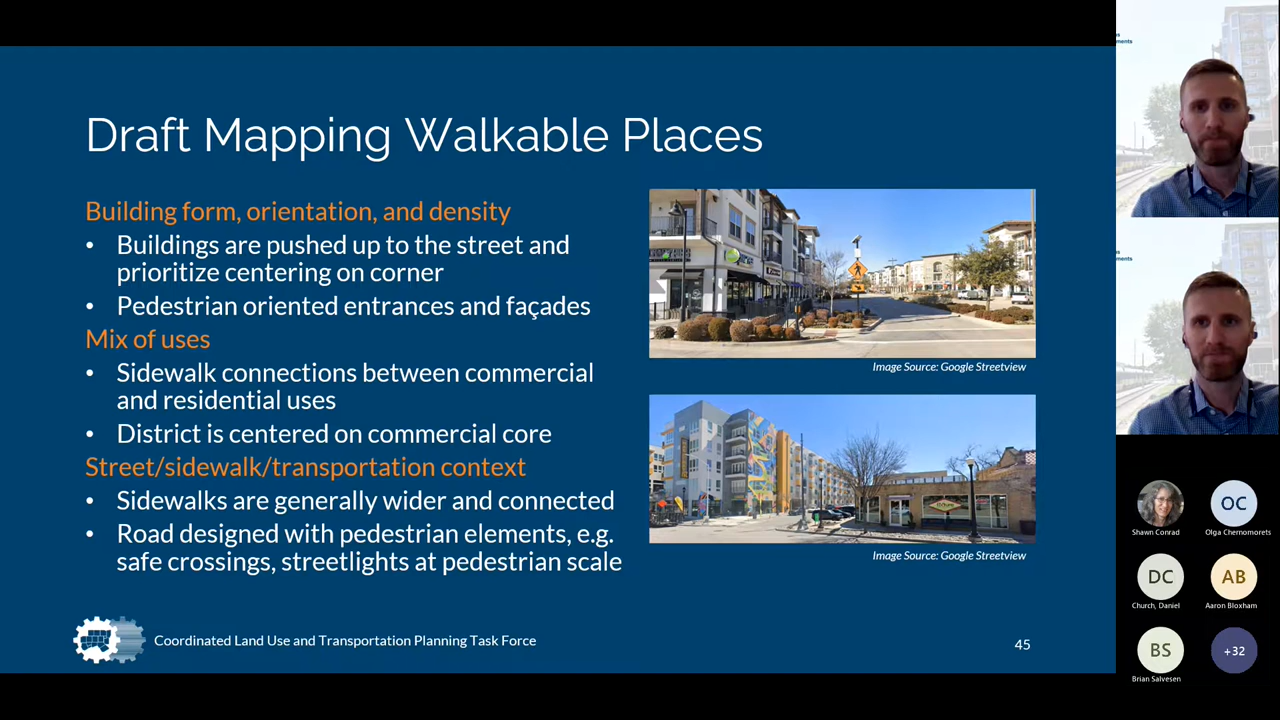 Draft Mapping Walkable Places
Building form, orientation, and density
• Buildings are pushed up to the street and
prioritize centering on corner
• Pedestrian oriented entrances and façades
Mix of uses
• Sidewalk connections between commercial
and residential uses
• District is centered on commercial core
Street/sidewalk/transportation context
• Sidewalks are generally wider and connected
• Road designed with pedestrian elements, e.g.
safe crossings, streetlights at pedestrian scale
Image Source: Google Streetview
Image Source: Google Streetview
Coordinated Land Use and Transportation Planning Task Force
45
Shawn Conrad
OC
Olga Chernomorets
DC
Church, Daniel
AB
Aaron Bloxham
BS
Brian Salvesen
+32